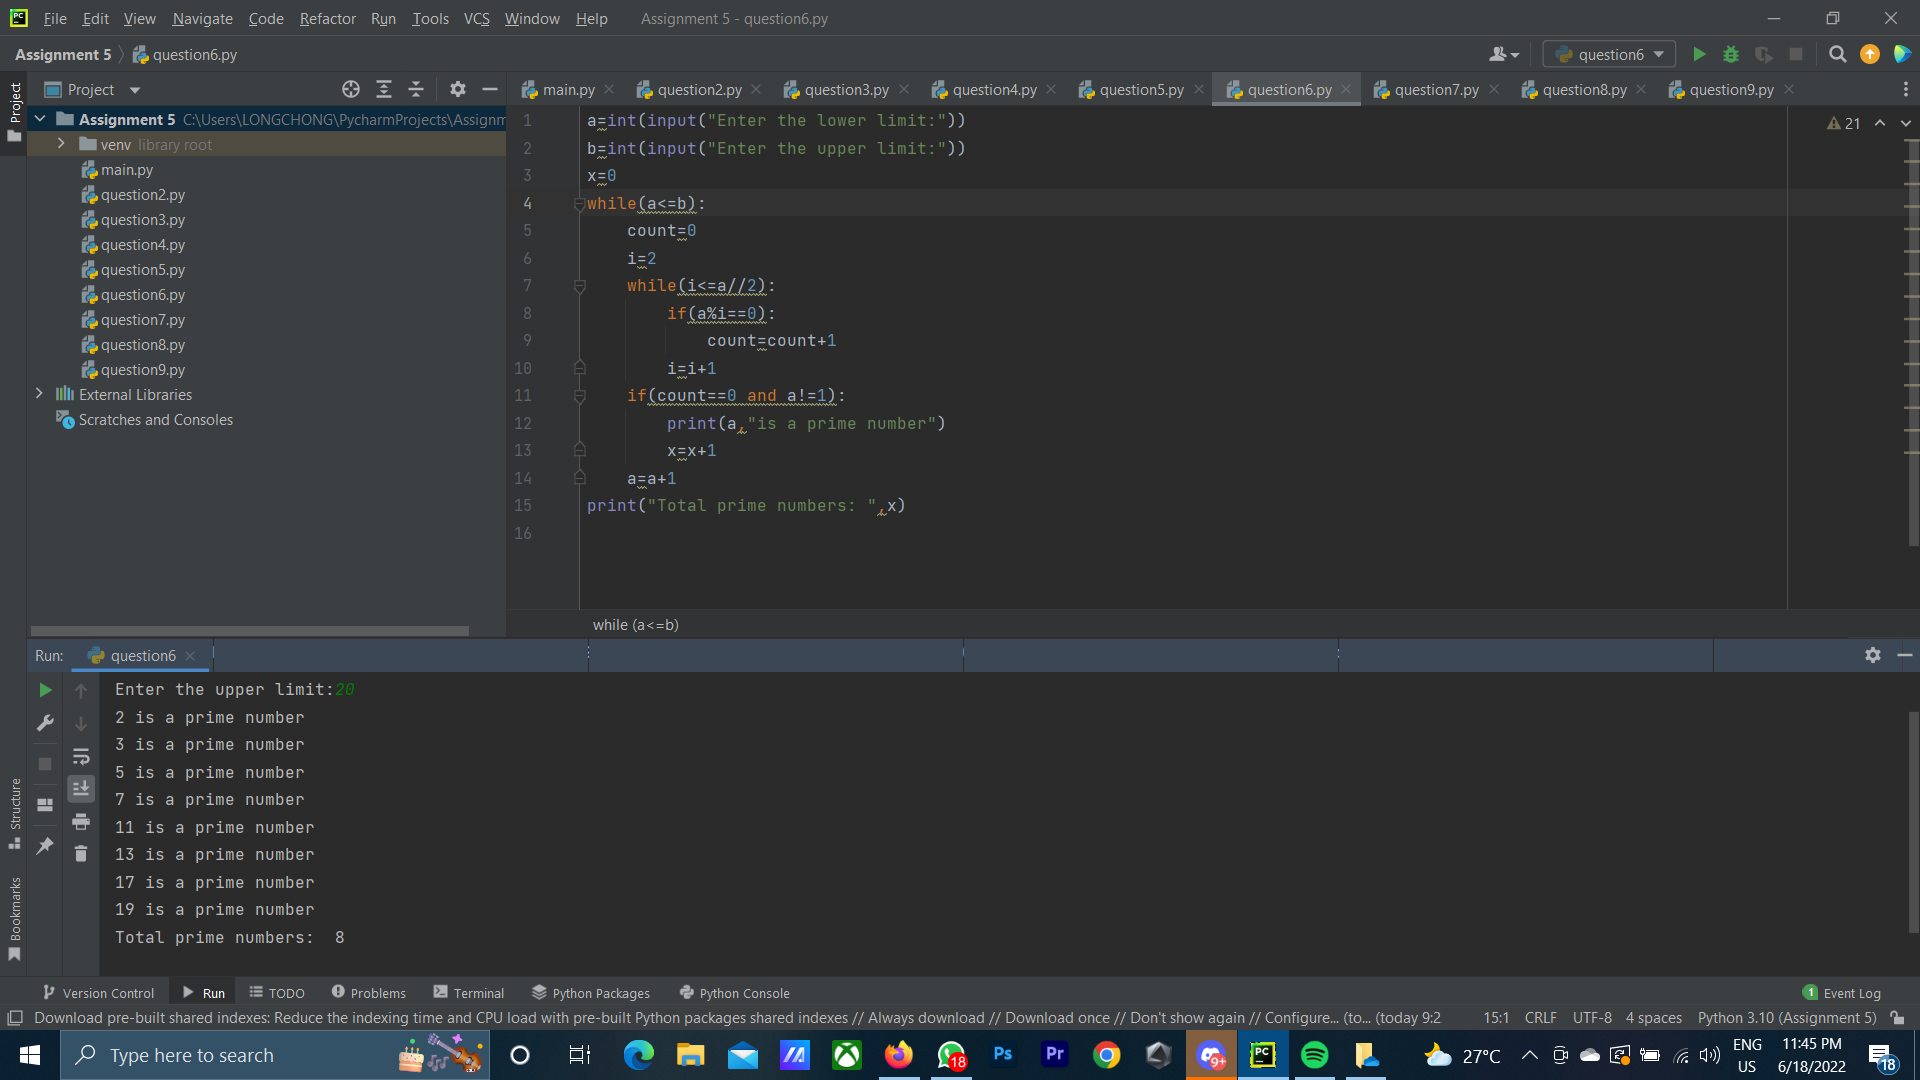 File Edit View Navigate Code Refactor Run Tools VCS Window Help Assignment 5 - question6.py
Assignment 5 question6.py question6
Project
Project
main.py question2.py question3.py question4.py question5.py question6.py question7.py question8.py question9.py
Assignment 5 C:\Users\LONGCHONG\PycharmProjects\Assignm
venv library root
main.py
question2.py
question3.py
question4.py
question5.py
question6.py
question7.py
question8.py
question9.py
External Libraries
Scratches and Consoles
21
1 a=int(input("Enter the lower limit:"))
2 b=int(input("Enter the upper limit:"))
3 x=0
4 while(a<=b):
5 count=0
6 i=2
7 while(i<=a//2):
8 if(a%i==0):
9 count=count+1
10 i=i+1
11 if(count==0 and a!=1):
12 print(a,"is a prime number")
13 x=x+1
14 a=a+1
15 print("Total prime numbers: ",x)
16
while (a<=b)
Run: question6
Enter the upper limit:20
2 is a prime number
3 is a prime number
5 is a prime number
7 is a prime number
11 is a prime number
13 is a prime number
17 is a prime number
19 is a prime number
Total prime numbers:  8
Structure
Bookmarks
Version Control Run TODO Problems Terminal Python Packages Python Console 1 Event Log
Download pre-built shared indexes: Reduce the indexing time and CPU load with pre-built Python packages shared indexes // Always download // Download once // Don't show again // Configure... (to... (today 9:2 15:1 CRLF UTF-8 4 spaces Python 3.10 (Assignment 5)
Type here to search 18 Ps Pr 9+ PC 27°C ENG US 11:45 PM 6/18/2022 18